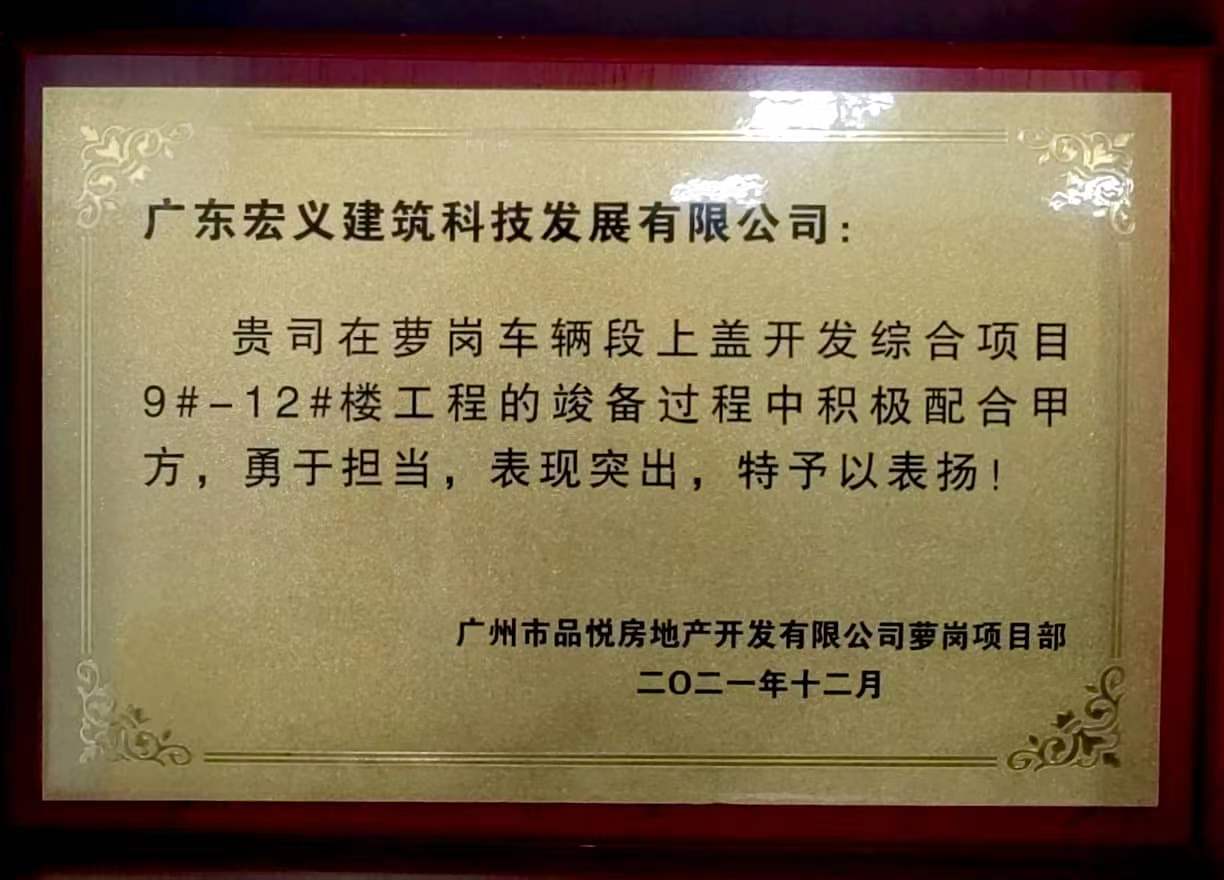 广东宏义建筑科技发展有限公司：
贵司在萝岗车辆段上盖开发综合项目
9#-12#楼工程的竣备过程中积极配合甲
方，勇于担当，表现突出，特予以表扬！
广州市品悦房地产开发有限公司萝岗项目部
二〇二一年十二月